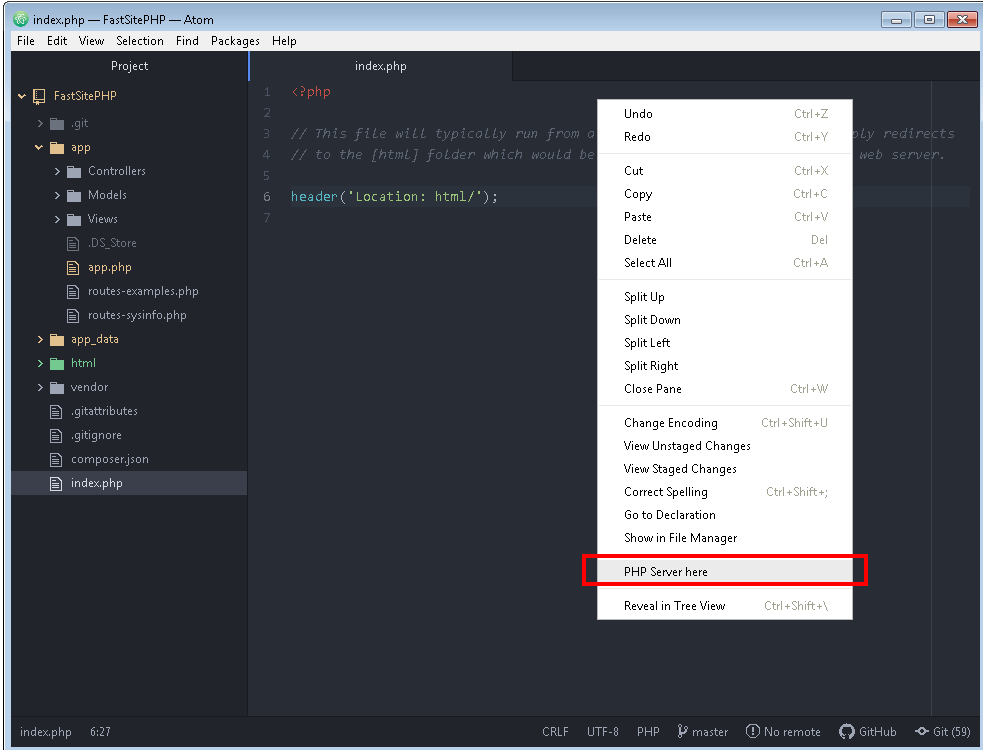 index.php — FastSitePHP — Atom
File Edit View Selection Find Packages Help
Project
FastSitePHP
.git
app
Controllers
Models
Views
.DS_Store
app.php
routes-examples.php
routes-sysinfo.php
app_data
html
vendor
.gitattributes
.gitignore
composer.json
index.php
index.php
1 <?php
2
3 // This file will typically run from a ply redirects
4 // to the [html] folder which would be web server.
5
6 header('Location: html/');
7
Undo Ctrl+Z
Redo Ctrl+Y
Cut Ctrl+X
Copy Ctrl+C
Paste Ctrl+V
Delete Del
Select All Ctrl+A
Split Up
Split Down
Split Left
Split Right
Close Pane Ctrl+W
Change Encoding Ctrl+Shift+U
View Unstaged Changes
View Staged Changes
Correct Spelling Ctrl+Shift+;
Go to Declaration
Show in File Manager
PHP Server here
Reveal in Tree View Ctrl+Shift+\
index.php 6:27 CRLF UTF-8 PHP master No remote GitHub Git (59)